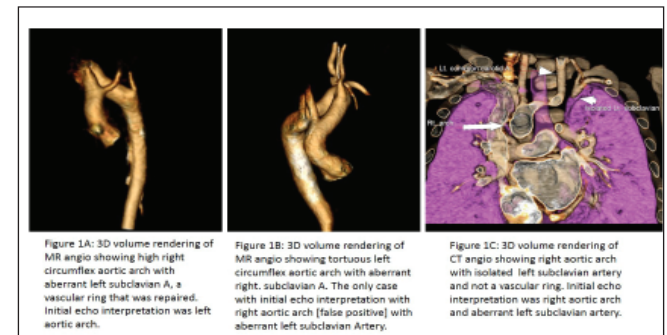 Lt. common carotid
Isolated lt. subclavian
Figure 1A: 3D volume rendering of
MR angio showing high right
circumflex aortic arch with
aberrant left subclavian A, a
vascular ring that was repaired.
Initial echo interpretation was left
aortic arch.
Figure 1B: 3D volume rendering of
MR angio showing tortuous left
circumflex aortic arch with aberrant
right. subclavian A. The only case
with initial echo interpretation with
right aortic arch [false positive] with
aberrant left subclavian Artery.
Figure 1C: 3D volume rendering of
CT angio showing right aortic arch
with isolated  left subclavian artery
and not a vascular ring. Initial echo
interpretation was right aortic arch
and aberrant left subclavian artery.